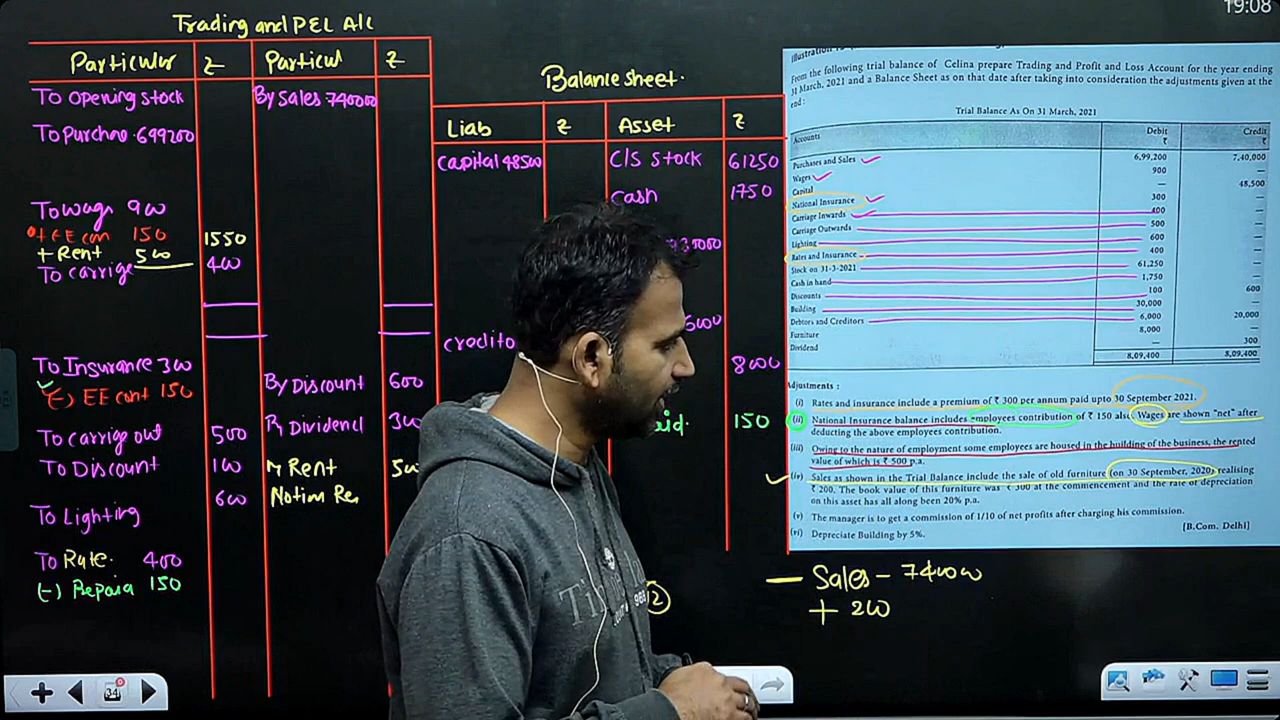 19:08
Trading and P&L A/c
Particular ₹ Particul ₹
To Opening stock
By Sales 740000
To Purchase 699200
To wage 900
+ EE con 150
+ Rent 500
1550
To carrige 400
To Insurance 300
(-) EE cont 150
To carrige out 500
To Discount 100
To Lighting 600
To Rate. 400
(-) Repaid 150
By Discount 600
By Dividend 300
By Rent
Notion Re
Balance sheet.
Liab ₹ Asset ₹
capital 48500
C/S stock 61250
cash 1750
credito
8000
aid. 150
12
Illustration
From the following trial balance of Celina prepare Trading and Profit and Loss Account for the year ending
31 March, 2021 and a Balance Sheet as on that date after taking into consideration the adjustments given at the
end:
Trial Balance As On 31 March, 2021
Accounts Debit ₹ Credit ₹
Purchases and Sales 6,99,200 7,40,000
Wages 900 —
Capital — 48,500
National Insurance 300 —
Carriage Inwards 400 —
Carriage Outwards 500 —
Lighting 600 —
Rates and Insurance 400 —
Stock on 31-3-2021 61,250 —
Cash in hand 1,750 —
Discounts 100 600
Building 30,000 —
Debtors and Creditors 6,000 20,000
Furniture 8,000 —
Dividend — 300
8,09,400 8,09,400
Adjustments :
(i) Rates and insurance include a premium of ₹ 300 per annum paid upto 30 September 2021.
(ii) National Insurance balance includes employees contribution of ₹ 150 als. Wages are shown "net" after
deducting the above employees contribution.
(iii) Owing to the nature of employment some employees are housed in the building of the business, the rented
value of which is ₹ 500 p.a.
(iv) Sales as shown in the Trial Balance include the sale of old furniture (on 30 September, 2020) realising
₹ 200. The book value of this furniture was ₹ 300 at the commencement and the rate of depreciation
on this asset has all along been 20% p.a.
(v) The manager is to get a commission of 1/10 of net profits after charging his commission.
(vi) Depreciate Building by 5%.
[B.Com. Delhi]
— Sales - 740000
+ 200
34